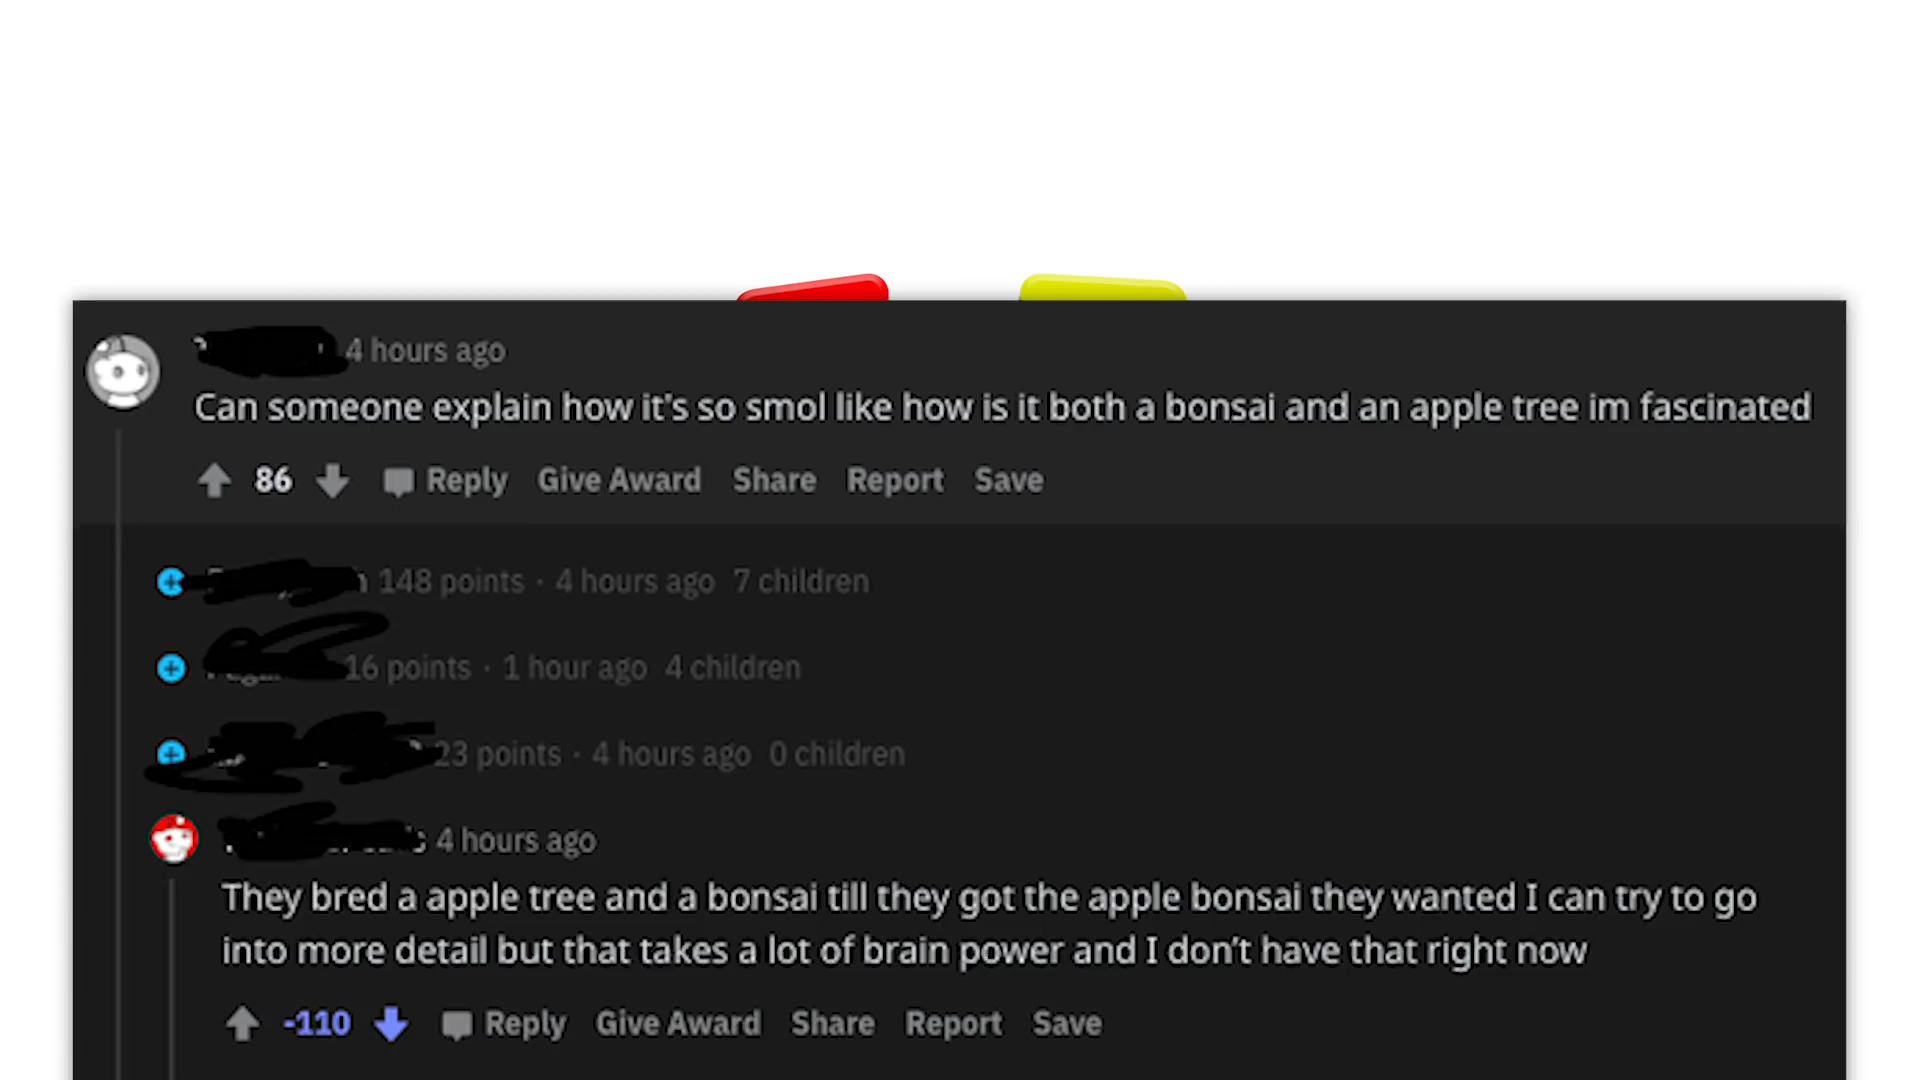 4 hours ago
Can someone explain how it's so smol like how is it both a bonsai and an apple tree im fascinated
86 Reply Give Award Share Report Save
148 points · 4 hours ago 7 children
16 points · 1 hour ago 4 children
23 points · 4 hours ago 0 children
4 hours ago
They bred a apple tree and a bonsai till they got the apple bonsai they wanted I can try to go
into more detail but that takes a lot of brain power and I don’t have that right now
-110 Reply Give Award Share Report Save